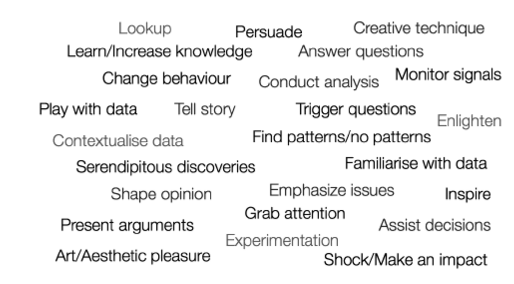 Lookup
Persuade
Creative technique
Learn/Increase knowledge
Answer questions
Change behaviour
Conduct analysis
Monitor signals
Play with data
Tell story
Trigger questions
Enlighten
Contextualise data
Find patterns/no patterns
Serendipitous discoveries
Familiarise with data
Shape opinion
Emphasize issues
Inspire
Grab attention
Present arguments
Assist decisions
Experimentation
Art/Aesthetic pleasure
Shock/Make an impact